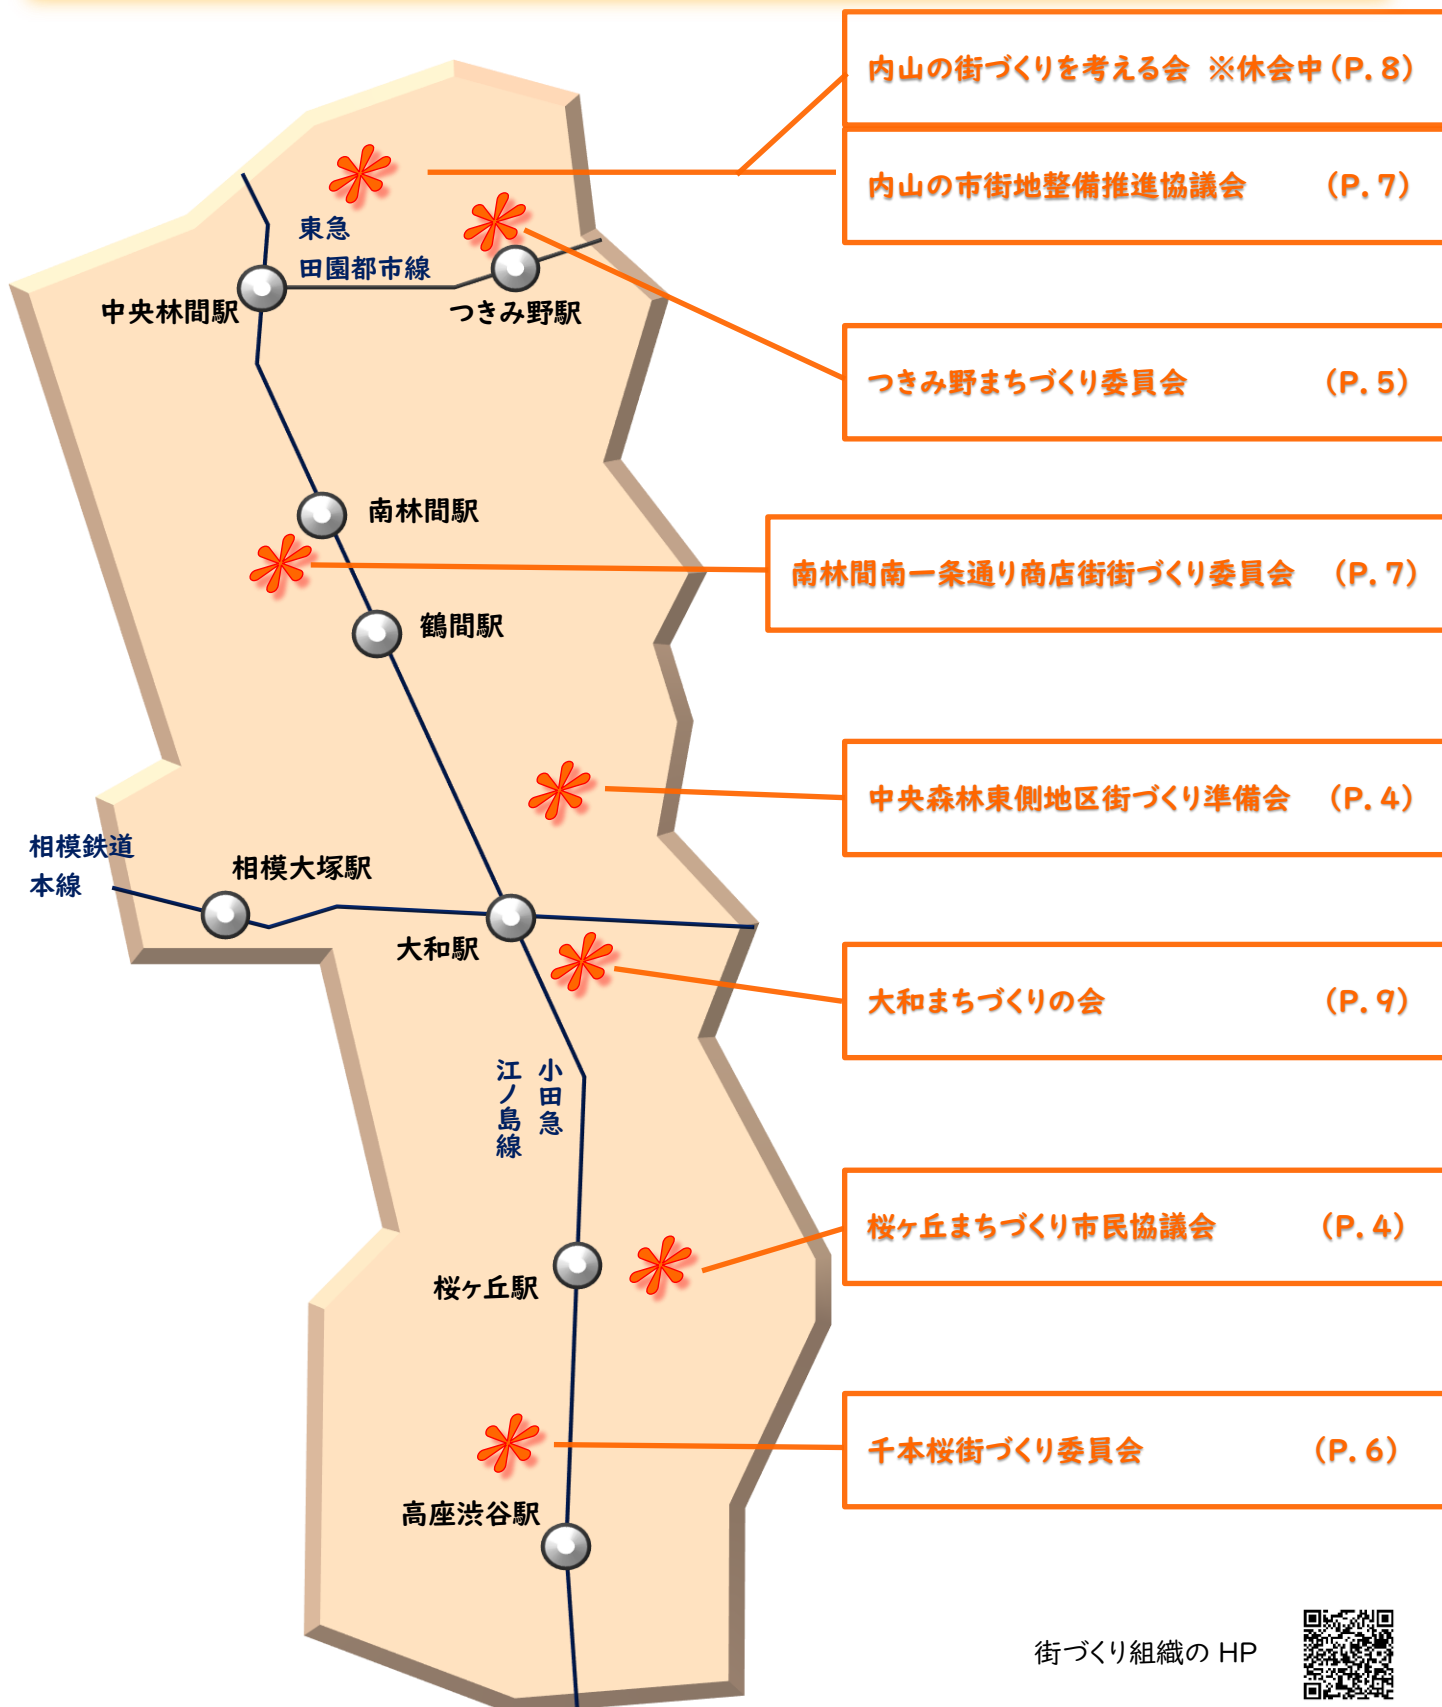 内山の街づくりを考える会 ※休会中(P.8)
内山の市街地整備推進協議会 (P.7)
東急
田園都市線
中央林間駅
つきみ野駅
つきみ野まちづくり委員会 (P.5)
南林間駅
南林間南一条通り商店街街づくり委員会 (P.7)
鶴間駅
中央森林東側地区街づくり準備会 (P.4)
相模鉄道
本線
相模大塚駅
大和駅
大和まちづくりの会 (P.9)
小田急
江ノ島線
桜ヶ丘まちづくり市民協議会 (P.4)
桜ヶ丘駅
千本桜街づくり委員会 (P.6)
高座渋谷駅
街づくり組織の HP